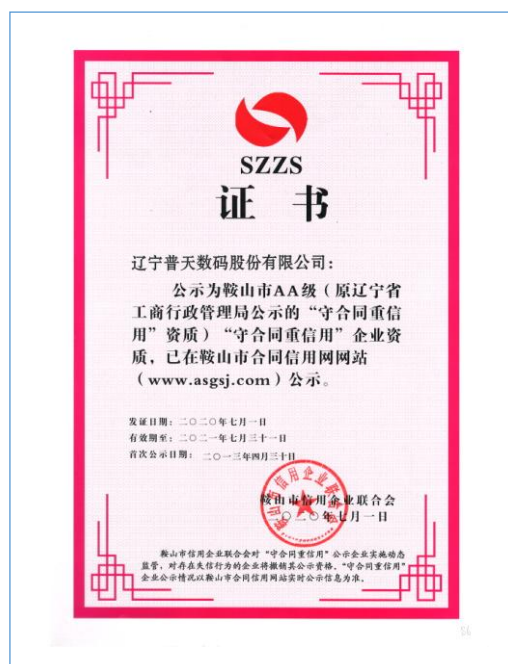 SZZS
证 书
辽宁普天数码股份有限公司：
公示为鞍山市AA级（原辽宁省
工商行政管理局公示的“守合同重信
用”资质）“守合同重信用”企业资
质，已在鞍山市合同信用网网站
（www.asgsj.com）公示。
发证日期：二〇二〇年七月一日
有效期至：二〇二一年七月三十一日
首次公示日期：二〇一三年四月三十日
鞍山市信用企业联合会
鞍山市信用企业联合会
二〇二〇年七月一日
鞍山市信用企业联合会对“守合同重信用”公示企业实施动态
监管，对存在失信行为的企业将撤销其公示资格。“守合同重信用”
企业公示情况以鞍山市合同信用网站实时公示信息为准。